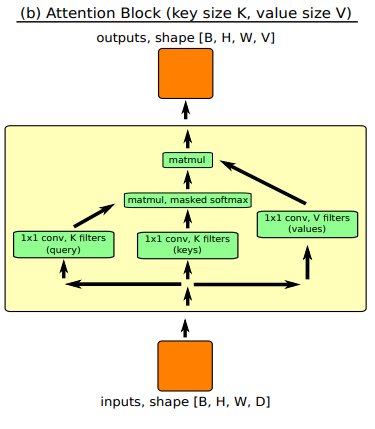 (b) Attention Block (key size K, value size V)
outputs, shape [B, H, W, V]
matmul
matmul, masked softmax
1x1 conv, V filters
(values)
1x1 conv, K filters
(query)
1x1 conv, K filters
(keys)
inputs, shape [B, H, W, D]